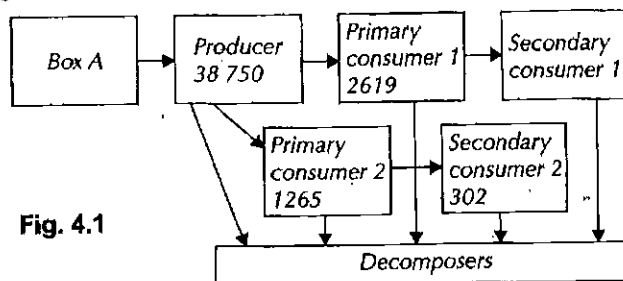 Box A
Producer
38 750
Primary
consumer 1
2619
Secondary
consumer 1
Primary
consumer 2
1265
Secondary
consumer 2
302
Fig. 4.1
Decomposers